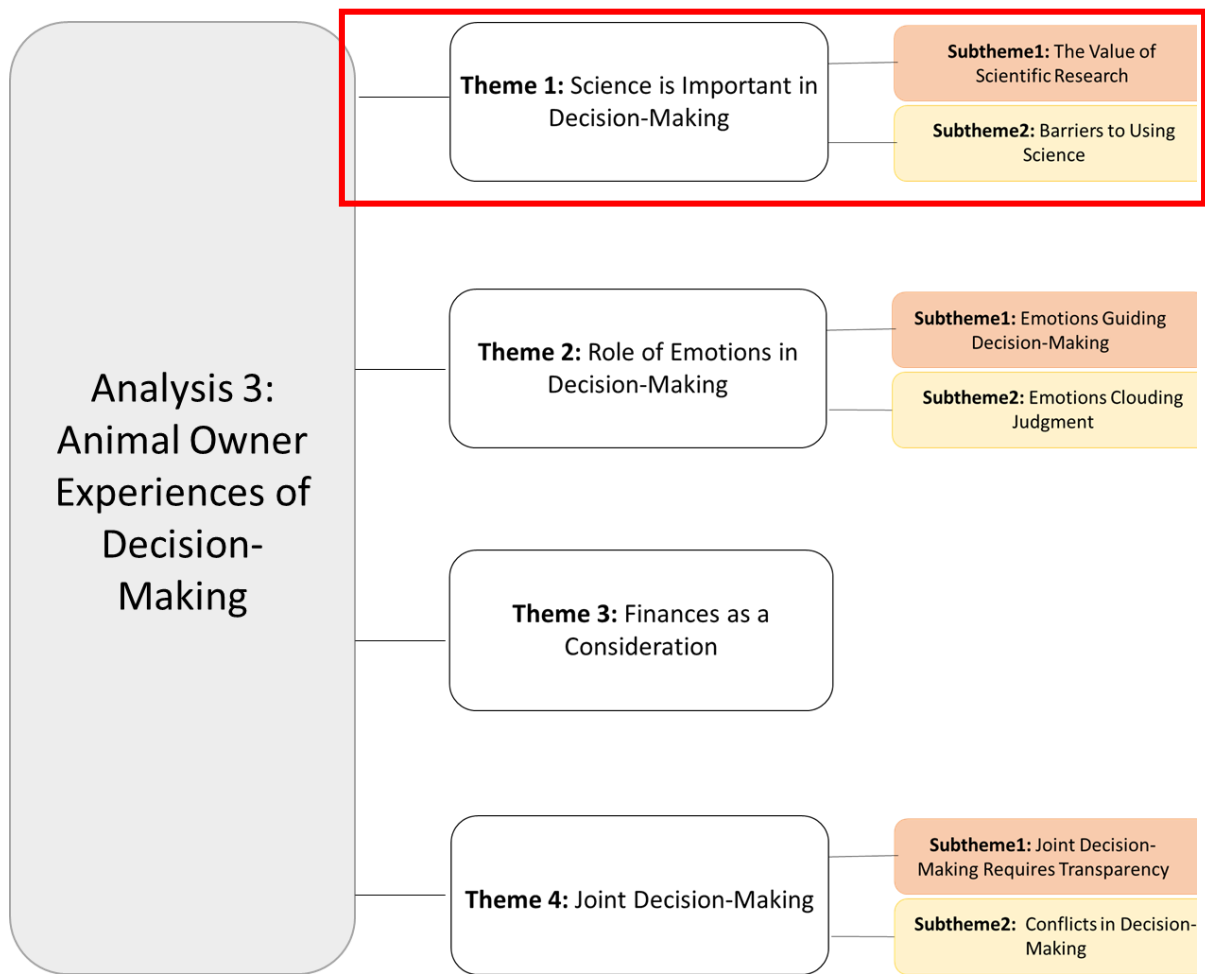 Analysis 3:
Animal Owner
Experiences of
Decision-
Making
Theme 1: Science is Important in
Decision-Making
Subtheme1: The Value of
Scientific Research
Subtheme2: Barriers to Using
Science
Theme 2: Role of Emotions in
Decision-Making
Subtheme1: Emotions Guiding
Decision-Making
Subtheme2: Emotions Clouding
Judgment
Theme 3: Finances as a
Consideration
Theme 4: Joint Decision-Making
Subtheme1: Joint Decision-
Making Requires Transparency
Subtheme2: Conflicts in Decision-
Making